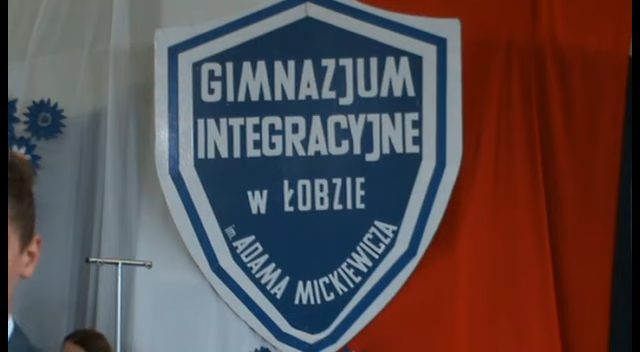 GIMNAZJUM
INTEGRACYJNE
w ŁOBZIE
im. ADAMA MICKIEWICZA